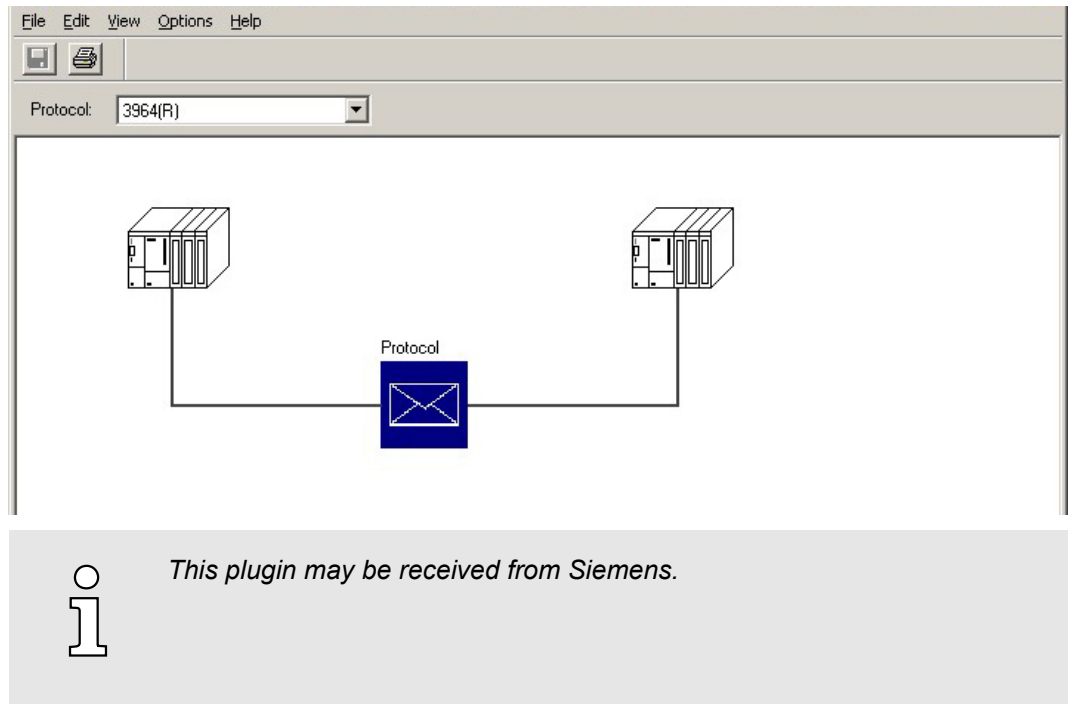 File Edit View Options Help
Protocol: 3964(R)
Protocol
This plugin may be received from Siemens.